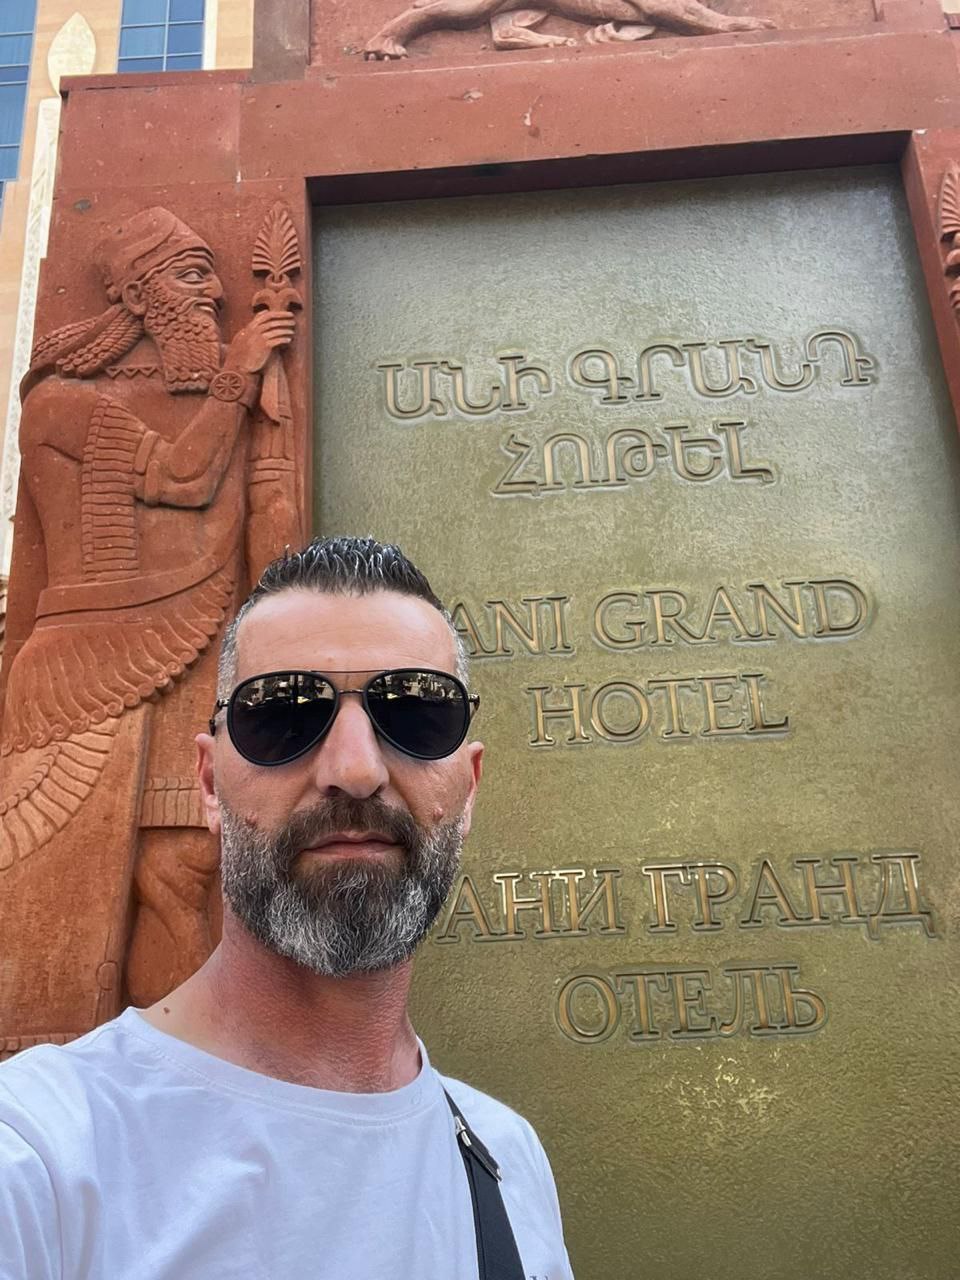 ԱՆԻ ԳՐԱՆԴ
ՀՈԹԵԼ
ANI GRAND
HOTEL
АНИ ГРАНД
ОТЕЛЬ